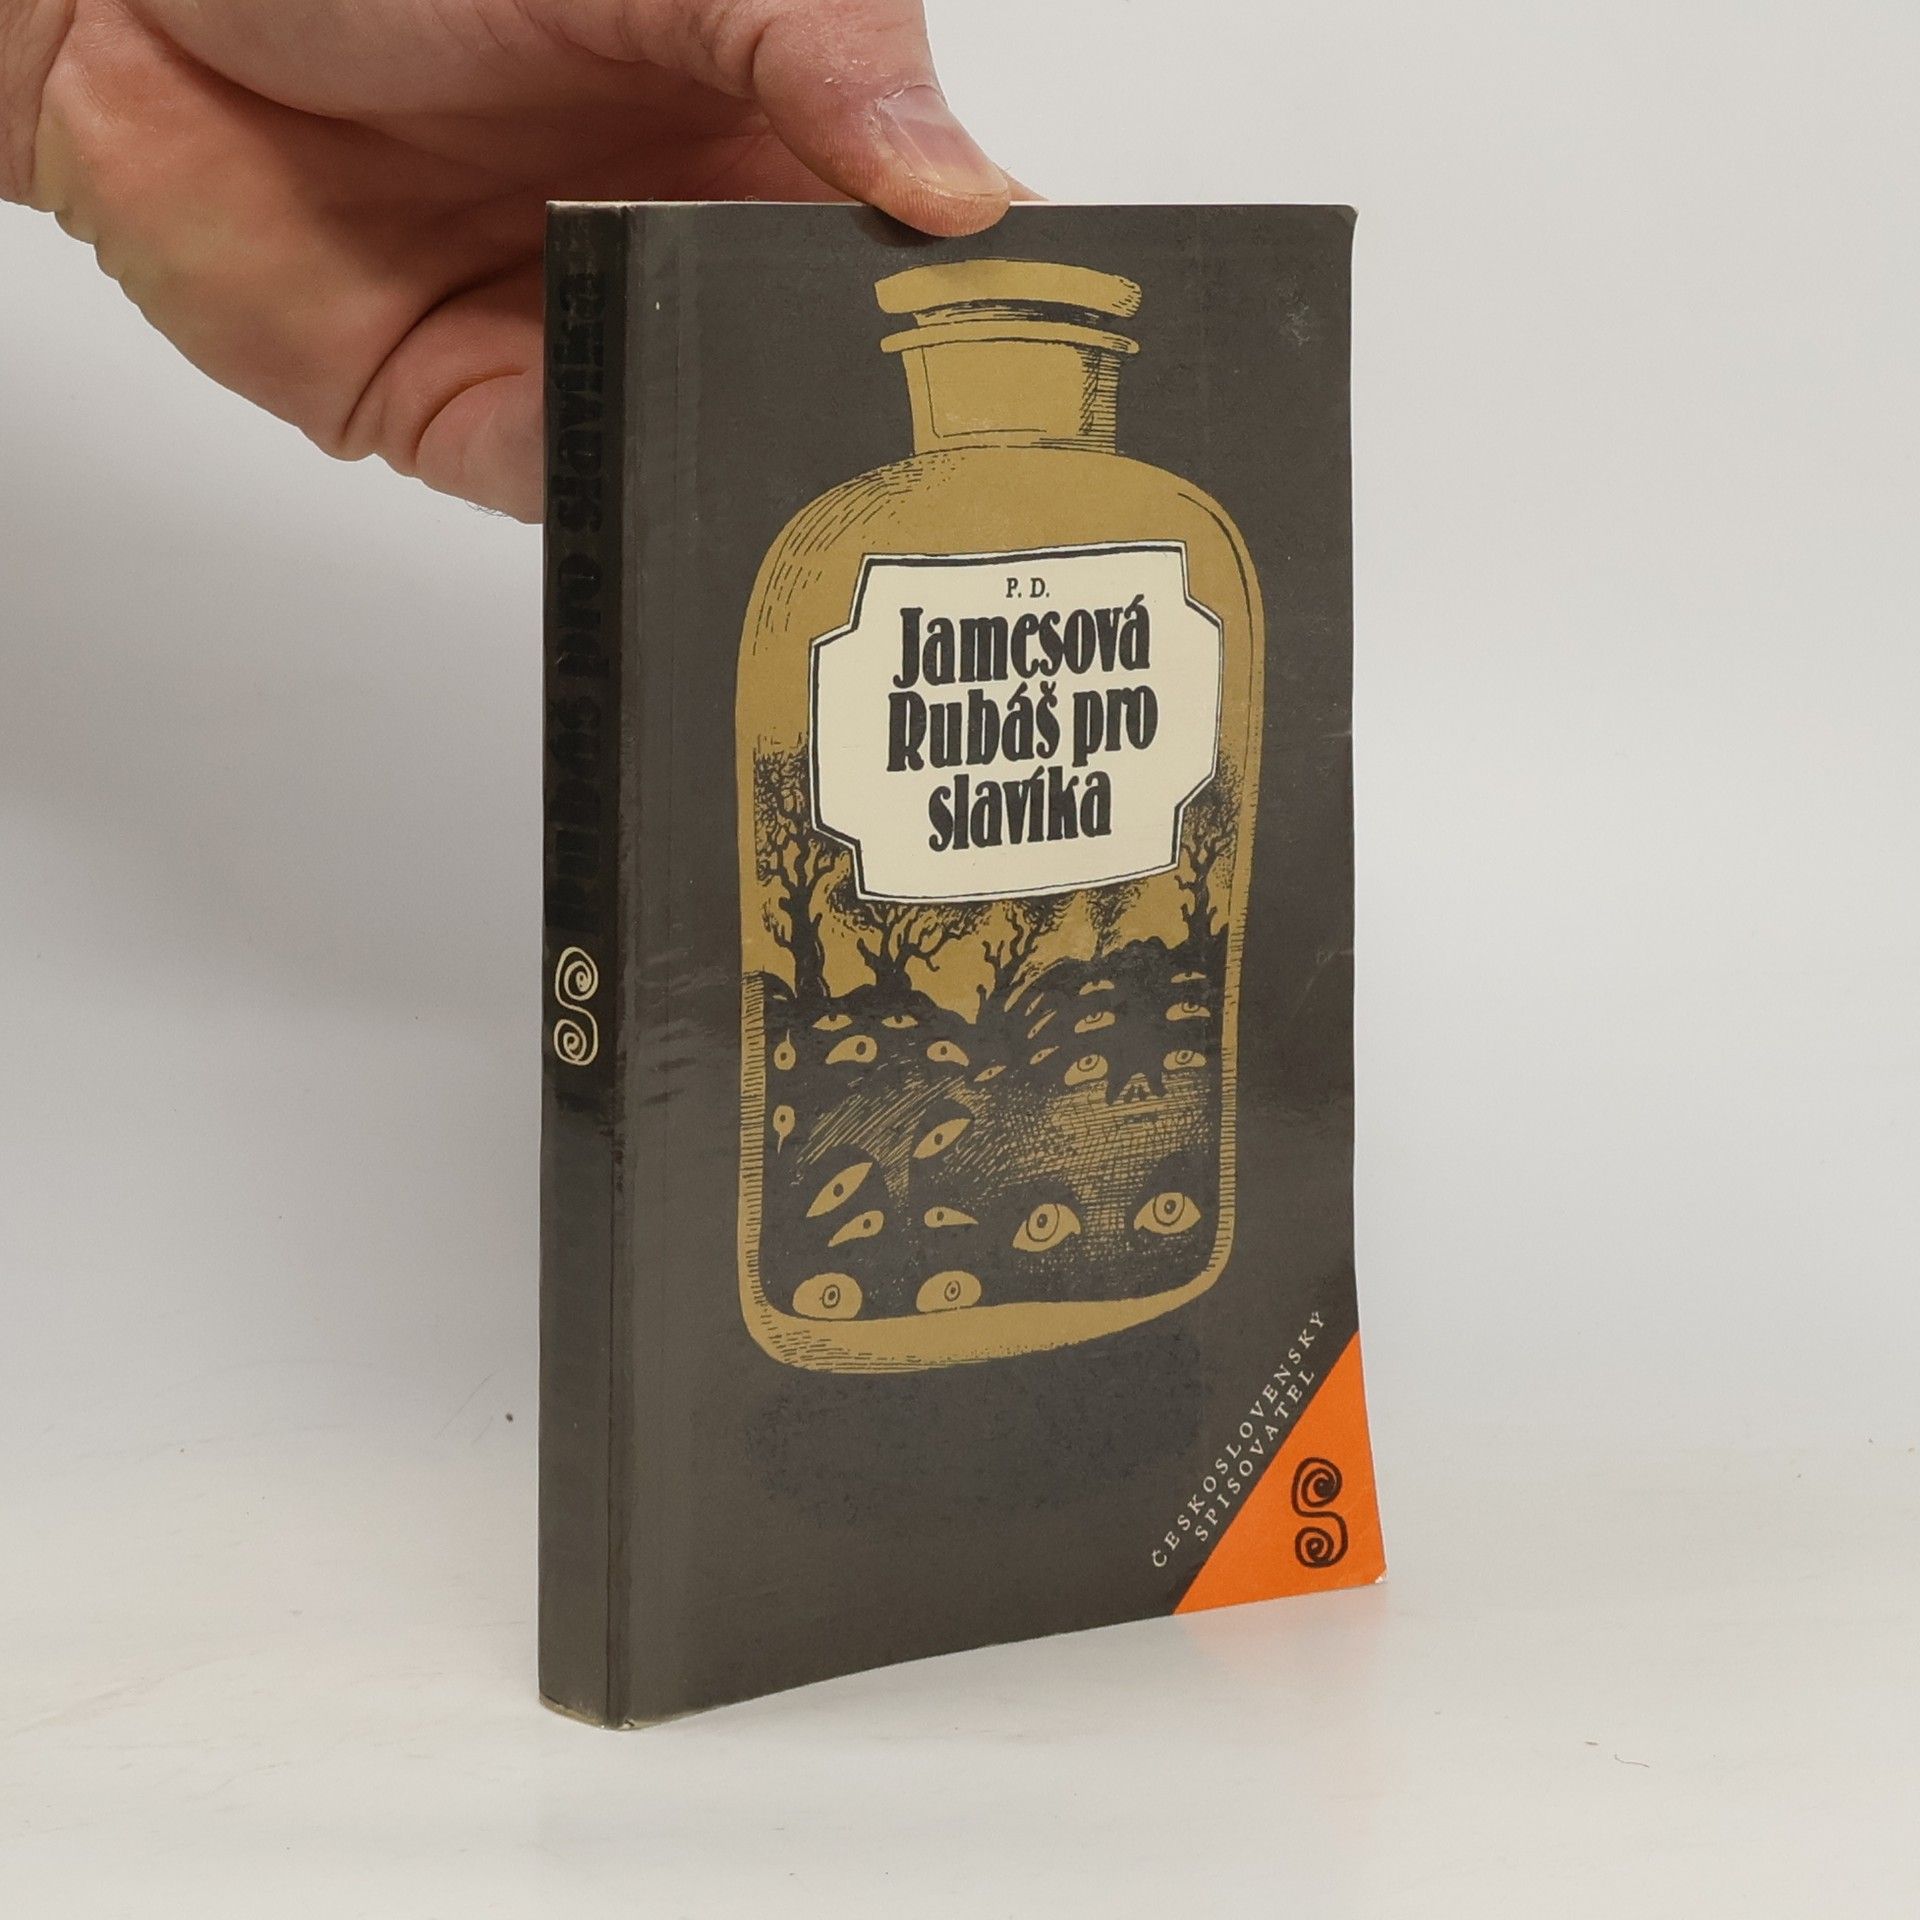 Rubáš pro slavíka
P. D.
Jamesová
Rubáš pro
slavíka
ČESKOSLOVENSKÝ
SPISOVATEL